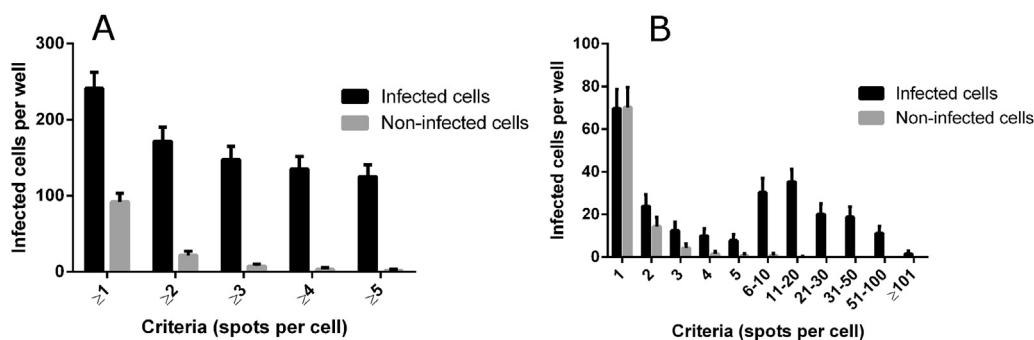 A
300
200
100
0
Infected cells per well
Infected cells
Non-infected cells
≥1
≥2
≥3
≥4
≥5
Criteria (spots per cell)
B
100
80
60
40
20
0
Infected cells per well
Infected cells
Non-infected cells
1
2
3
4
5
6-10
11-20
21-30
31-50
51-100
≥101
Criteria (spots per cell)